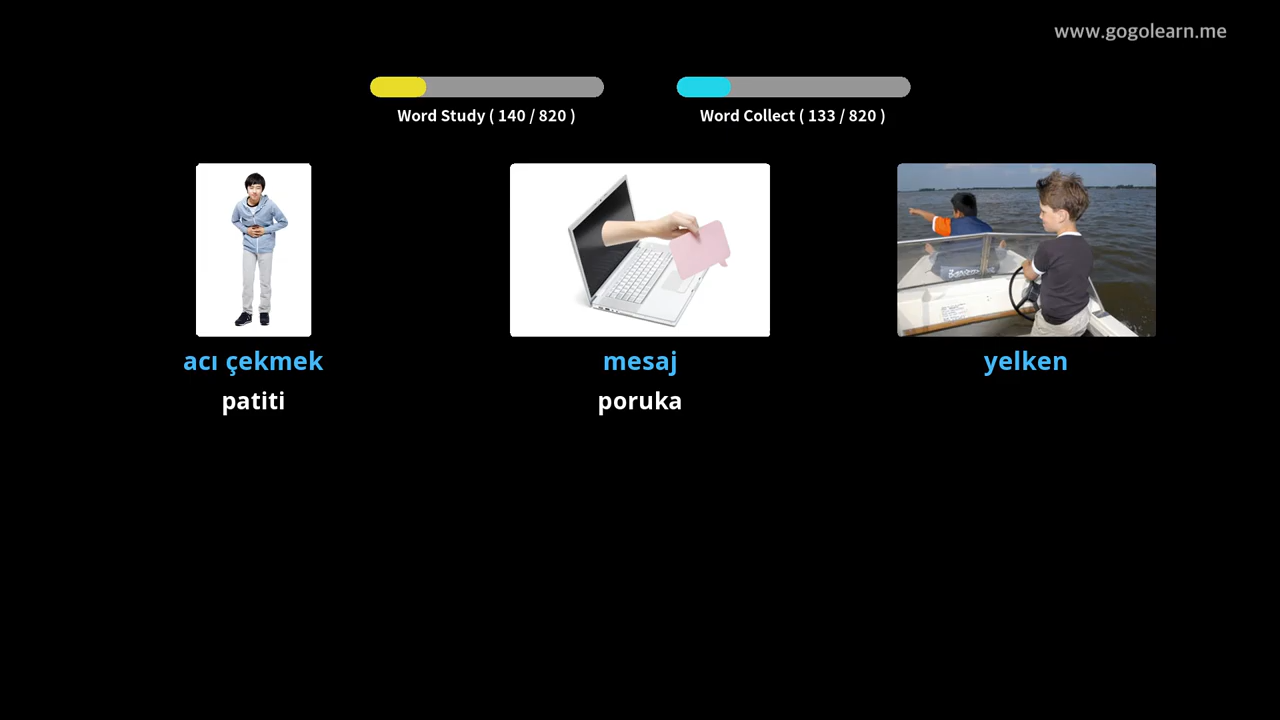 www.gogolearn.me
Word Study ( 140 / 820 )
Word Collect ( 133 / 820 )
acı çekmek
mesaj
yelken
patiti
poruka